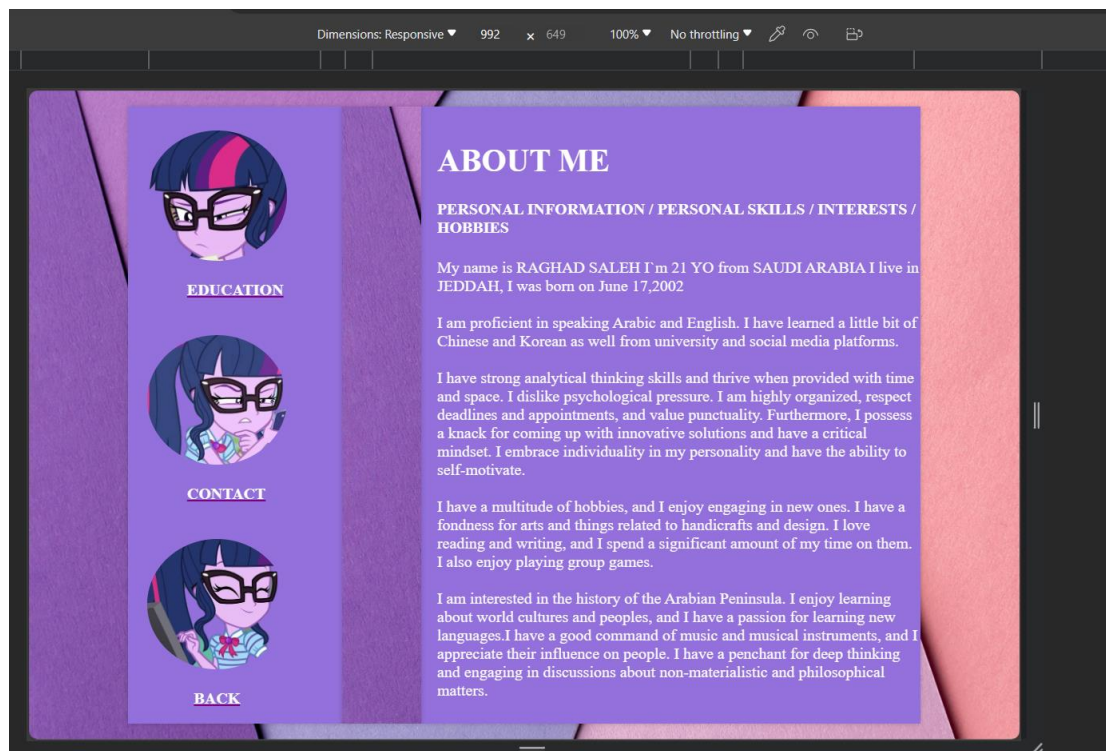 Dimensions: Responsive 992 x 649 100% No throttling
EDUCATION
CONTACT
BACK
ABOUT ME
PERSONAL INFORMATION / PERSONAL SKILLS / INTERESTS /
HOBBIES
My name is RAGHAD SALEH I`m 21 YO from SAUDI ARABIA I live in
JEDDAH, I was born on June 17,2002
I am proficient in speaking Arabic and English. I have learned a little bit of
Chinese and Korean as well from university and social media platforms.
I have strong analytical thinking skills and thrive when provided with time
and space. I dislike psychological pressure. I am highly organized, respect
deadlines and appointments, and value punctuality. Furthermore, I possess
a knack for coming up with innovative solutions and have a critical
mindset. I embrace individuality in my personality and have the ability to
self-motivate.
I have a multitude of hobbies, and I enjoy engaging in new ones. I have a
fondness for arts and things related to handicrafts and design. I love
reading and writing, and I spend a significant amount of my time on them.
I also enjoy playing group games.
I am interested in the history of the Arabian Peninsula. I enjoy learning
about world cultures and peoples, and I have a passion for learning new
languages.I have a good command of music and musical instruments, and I
appreciate their influence on people. I have a penchant for deep thinking
and engaging in discussions about non-materialistic and philosophical
matters.